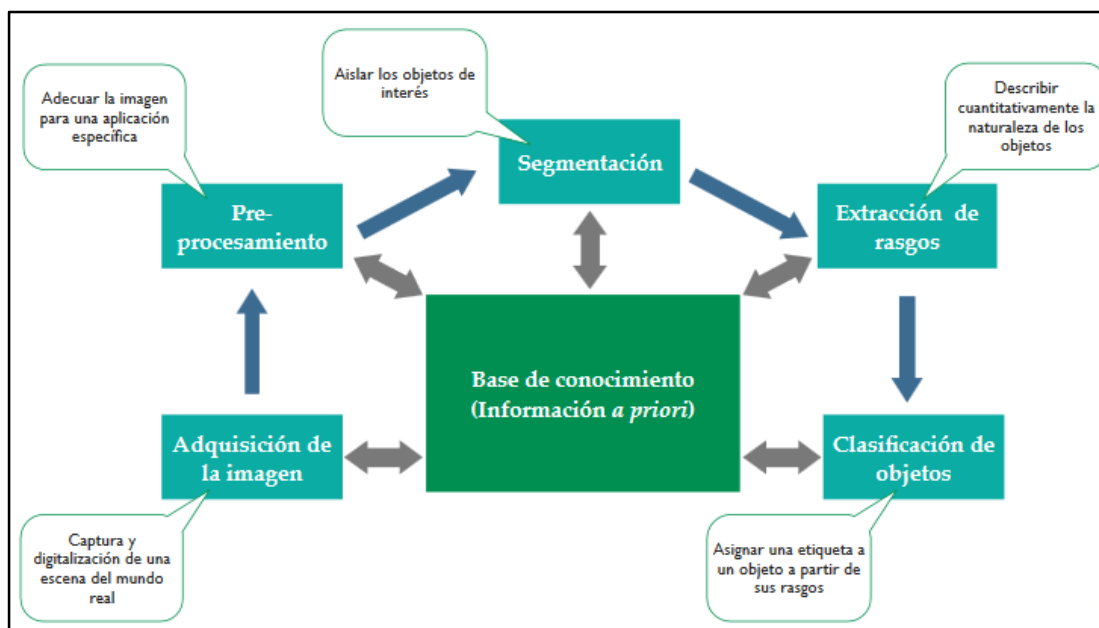 Aislar los objetos de
interés
Adecuar la imagen
para una aplicación
específica
Describir
cuantitativamente la
naturaleza de los
objetos
Segmentación
Pre-
procesamiento
Extracción de
rasgos
Base de conocimiento
(Información a priori)
Adquisición de
la imagen
Clasificación de
objetos
Captura y
digitalización de una
escena del mundo
real
Asignar una etiqueta a
un objeto a partir de
sus rasgos